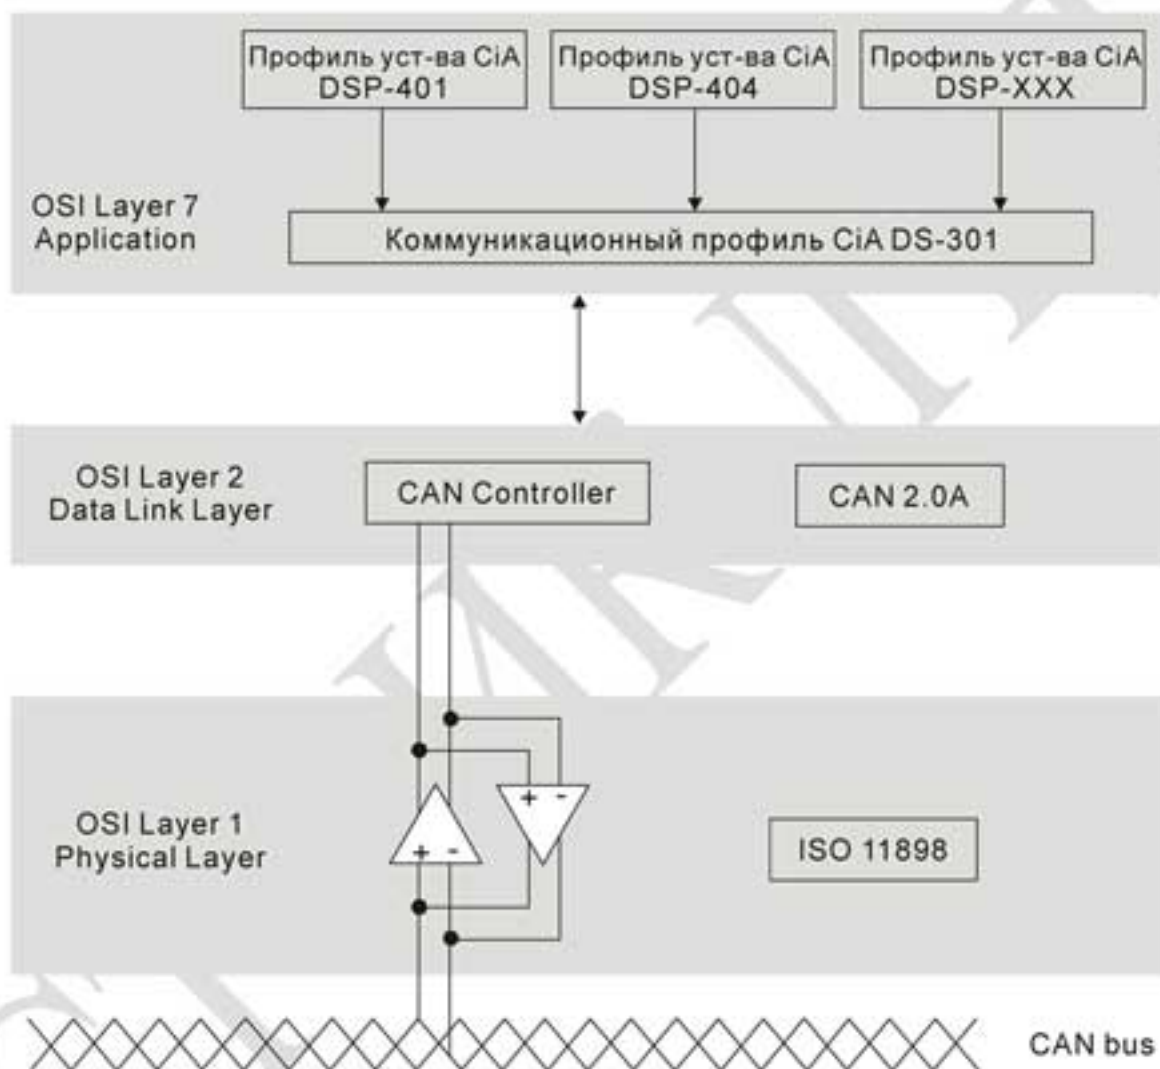 Профиль уст-ва CiA
DSP-401
Профиль уст-ва CiA
DSP-404
Профиль уст-ва CiA
DSP-XXX
OSI Layer 7
Application
Коммуникационный профиль CiA DS-301
OSI Layer 2
Data Link Layer
CAN Controller
CAN 2.0A
OSI Layer 1
Physical Layer
+ -
+ -
ISO 11898
CAN bus